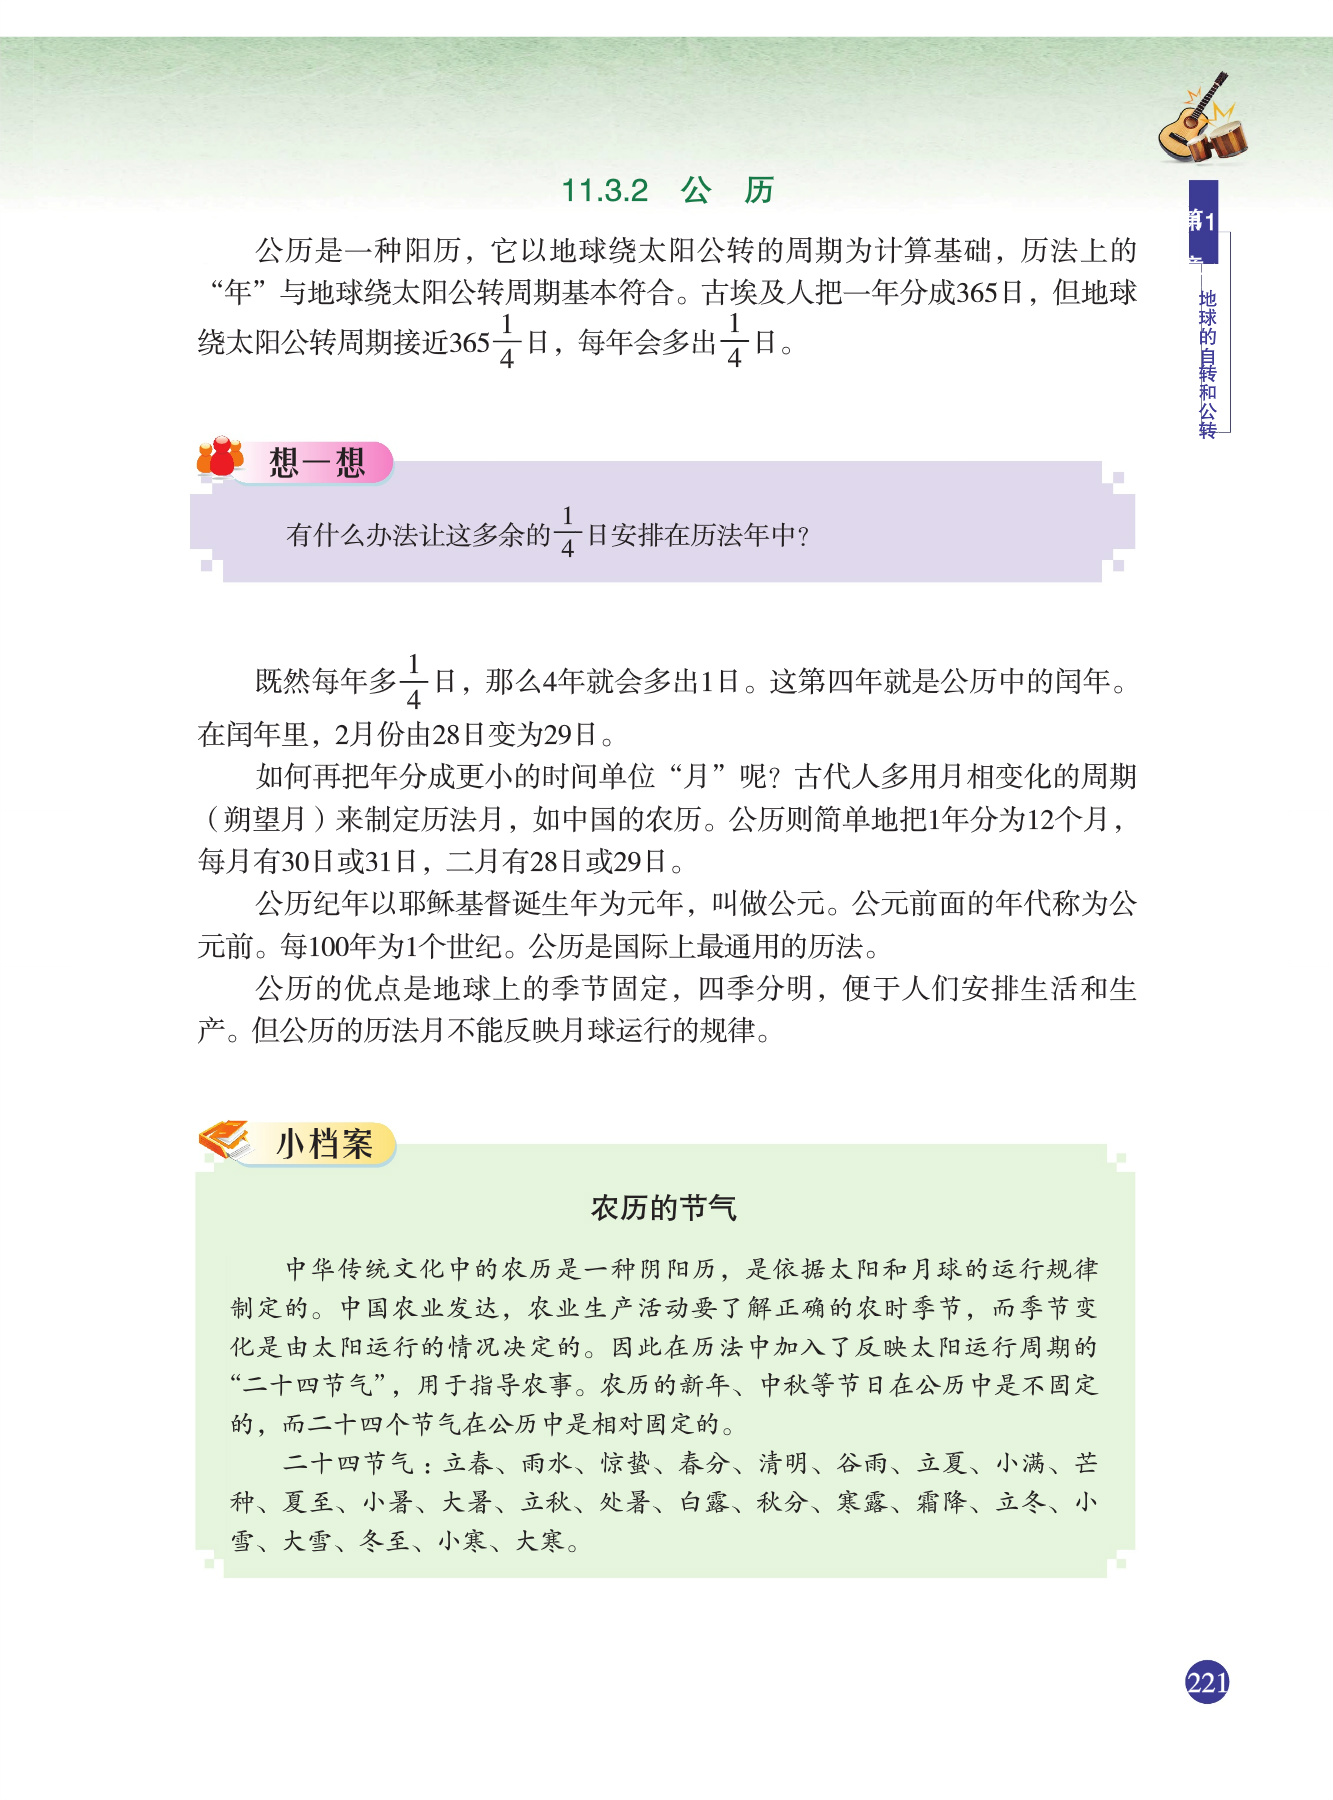 11.3.2 公 历
公历是一种阳历，它以地球绕太阳公转的周期为计算基础，历法上的
“年”与地球绕太阳公转周期基本符合。古埃及人把一年分成365日，但地球
绕太阳公转周期接近365 1/4 日，每年会多出 1/4 日。
想一想
有什么办法让这多余的 1/4 日安排在历法年中？
既然每年多 1/4 日，那么4年就会多出1日。这第四年就是公历中的闰年。
在闰年里，2月份由28日变为29日。
如何再把年分成更小的时间单位“月”呢？古代人多用月相变化的周期
（朔望月）来制定历法月，如中国的农历。公历则简单地把1年分为12个月，
每月有30日或31日，二月有28日或29日。
公历纪年以耶稣基督诞生年为元年，叫做公元。公元前面的年代称为公
元前。每100年为1个世纪。公历是国际上最通用的历法。
公历的优点是地球上的季节固定，四季分明，便于人们安排生活和生
产。但公历的历法月不能反映月球运行的规律。
小档案
农历的节气
中华传统文化中的农历是一种阴阳历，是依据太阳和月球的运行规律
制定的。中国农业发达，农业生产活动要了解正确的农时季节，而季节变
化是由太阳运行的情况决定的。因此在历法中加入了反映太阳运行周期的
“二十四节气”，用于指导农事。农历的新年、中秋等节日在公历中是不固定
的，而二十四个节气在公历中是相对固定的。
二十四节气：立春、雨水、惊蛰、春分、清明、谷雨、立夏、小满、芒
种、夏至、小暑、大暑、立秋、处暑、白露、秋分、寒露、霜降、立冬、小
雪、大雪、冬至、小寒、大寒。
第1
地球的自转和公转
221